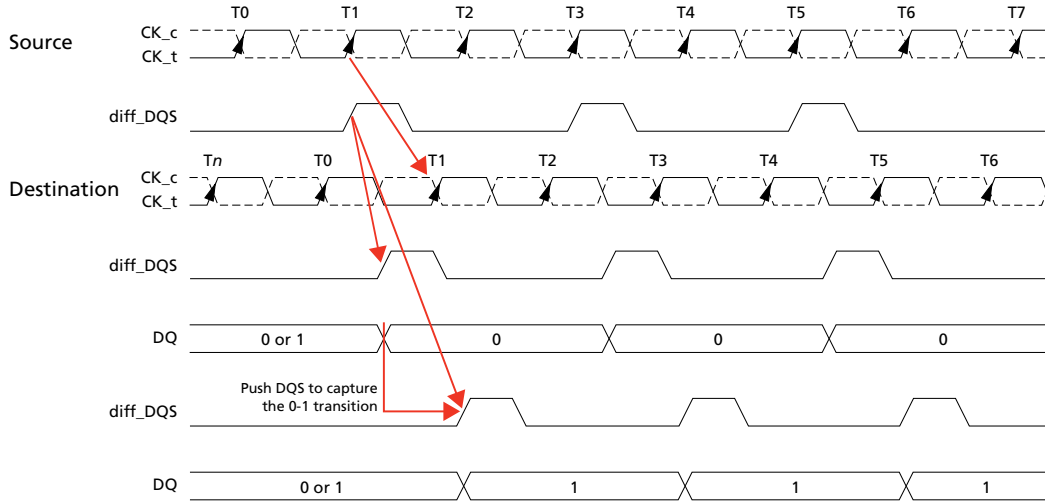 T0 T1 T2 T3 T4 T5 T6 T7
CK_c
Source
CK_t
diff_DQS
Tn T0 T1 T2 T3 T4 T5 T6
CK_c
Destination
CK_t
diff_DQS
DQ 0 or 1 0 0 0
Push DQS to capture
the 0-1 transition
diff_DQS
DQ 0 or 1 1 1 1